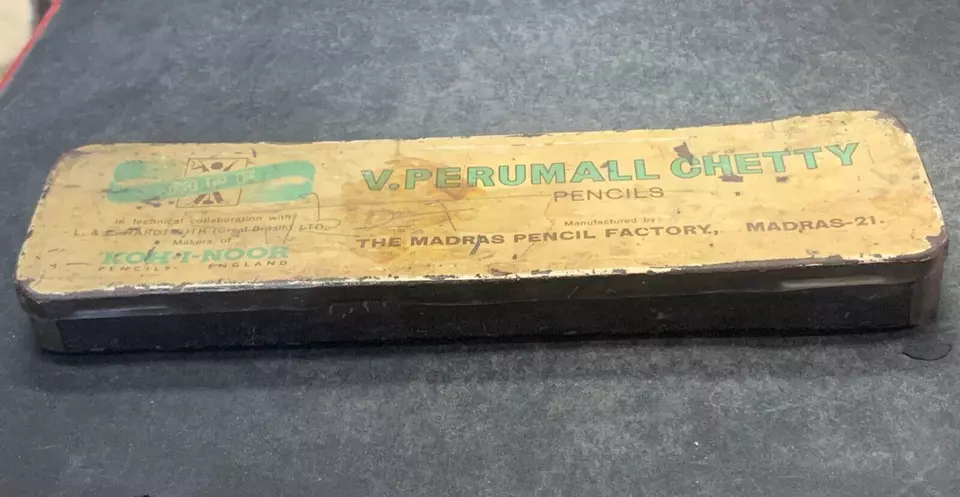 In technical collaboration with
L. & C. HARDTMUTH (Great Britain) LTD.
Makers of
KOH-I-NOOR
PENCILS. ENGLAND
V. PERUMALL CHETTY
PENCILS
Manufactured by
THE MADRAS PENCIL FACTORY, MADRAS-21.